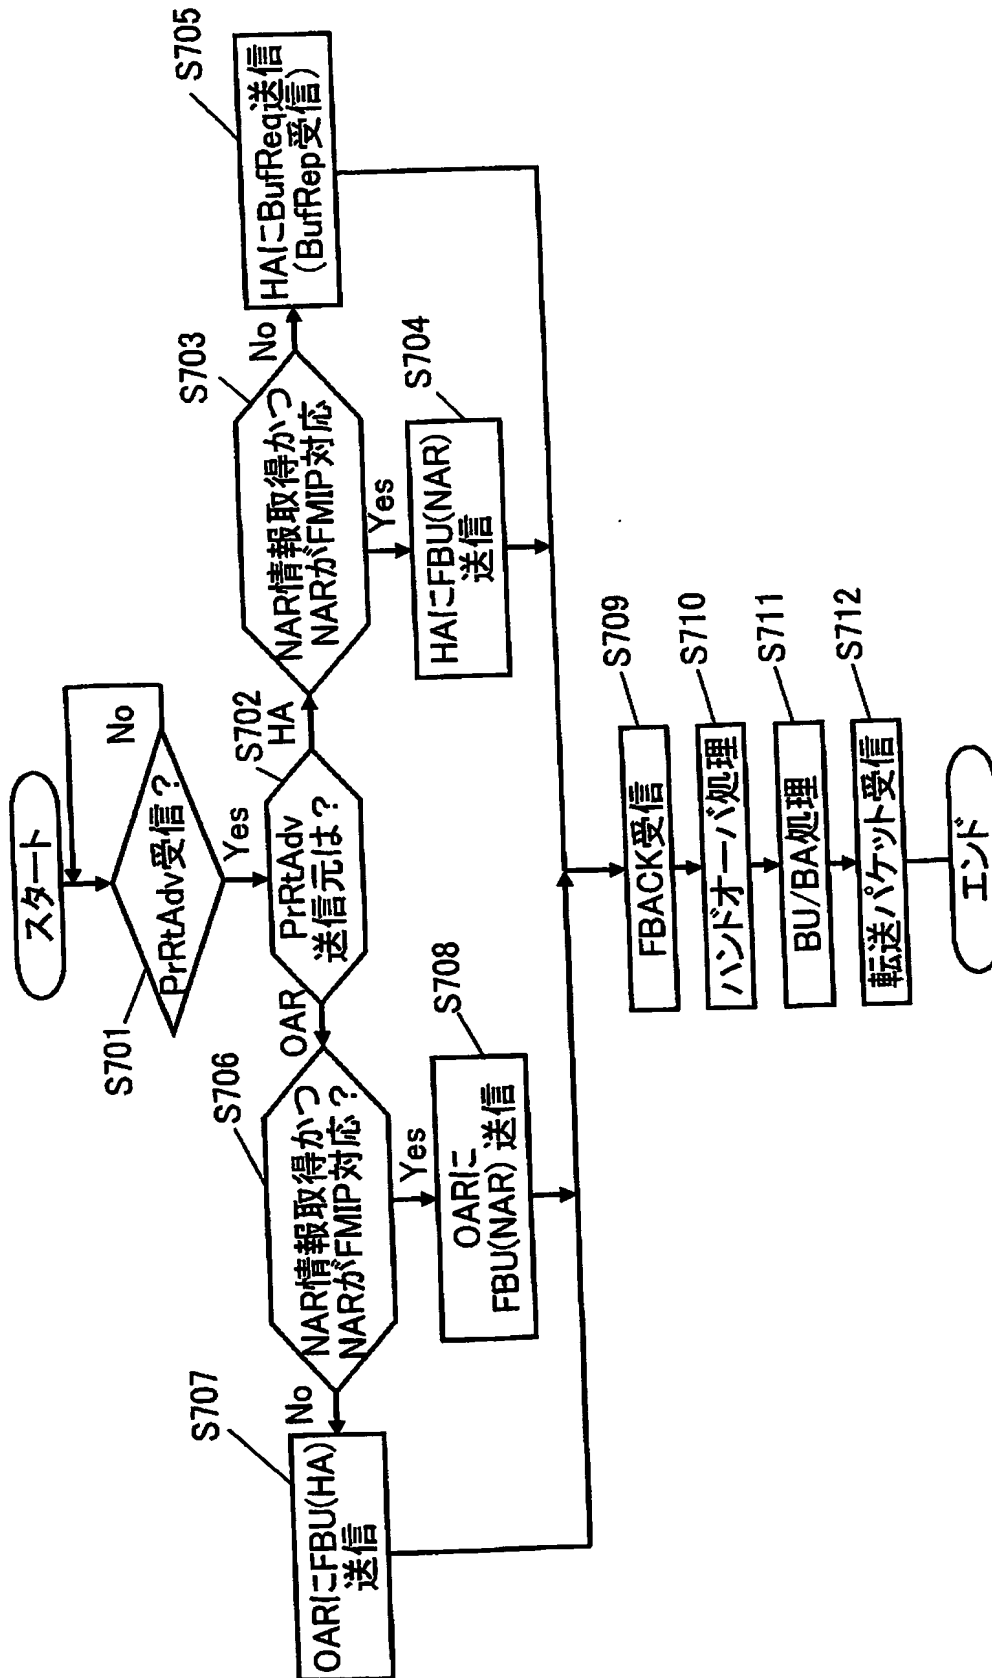 スタート
S701
PrRtAdv受信?
No
Yes
S702
PrRtAdv
送信元は?
HA
OAR
S703
NAR情報取得かつ
NARがFMIP対応
No
Yes
S704
HAにFBU(NAR)
送信
S705
HAにBufReq送信
(BufRep受信)
S706
NAR情報取得かつ
NARがFMIP対応?
No
Yes
S707
OARにFBU(HA)
送信
S708
OARに
FBU(NAR)送信
S709
FBACK受信
S710
ハンドオーバ処理
S711
BU/BA処理
S712
転送パケット受信
エンド